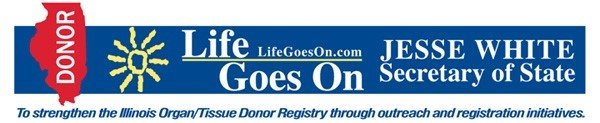 DONOR
Life LifeGoesOn.com
Goes On
JESSE WHITE
Secretary of State
To strengthen the Illinois Organ/Tissue Donor Registry through outreach and registration initiatives.